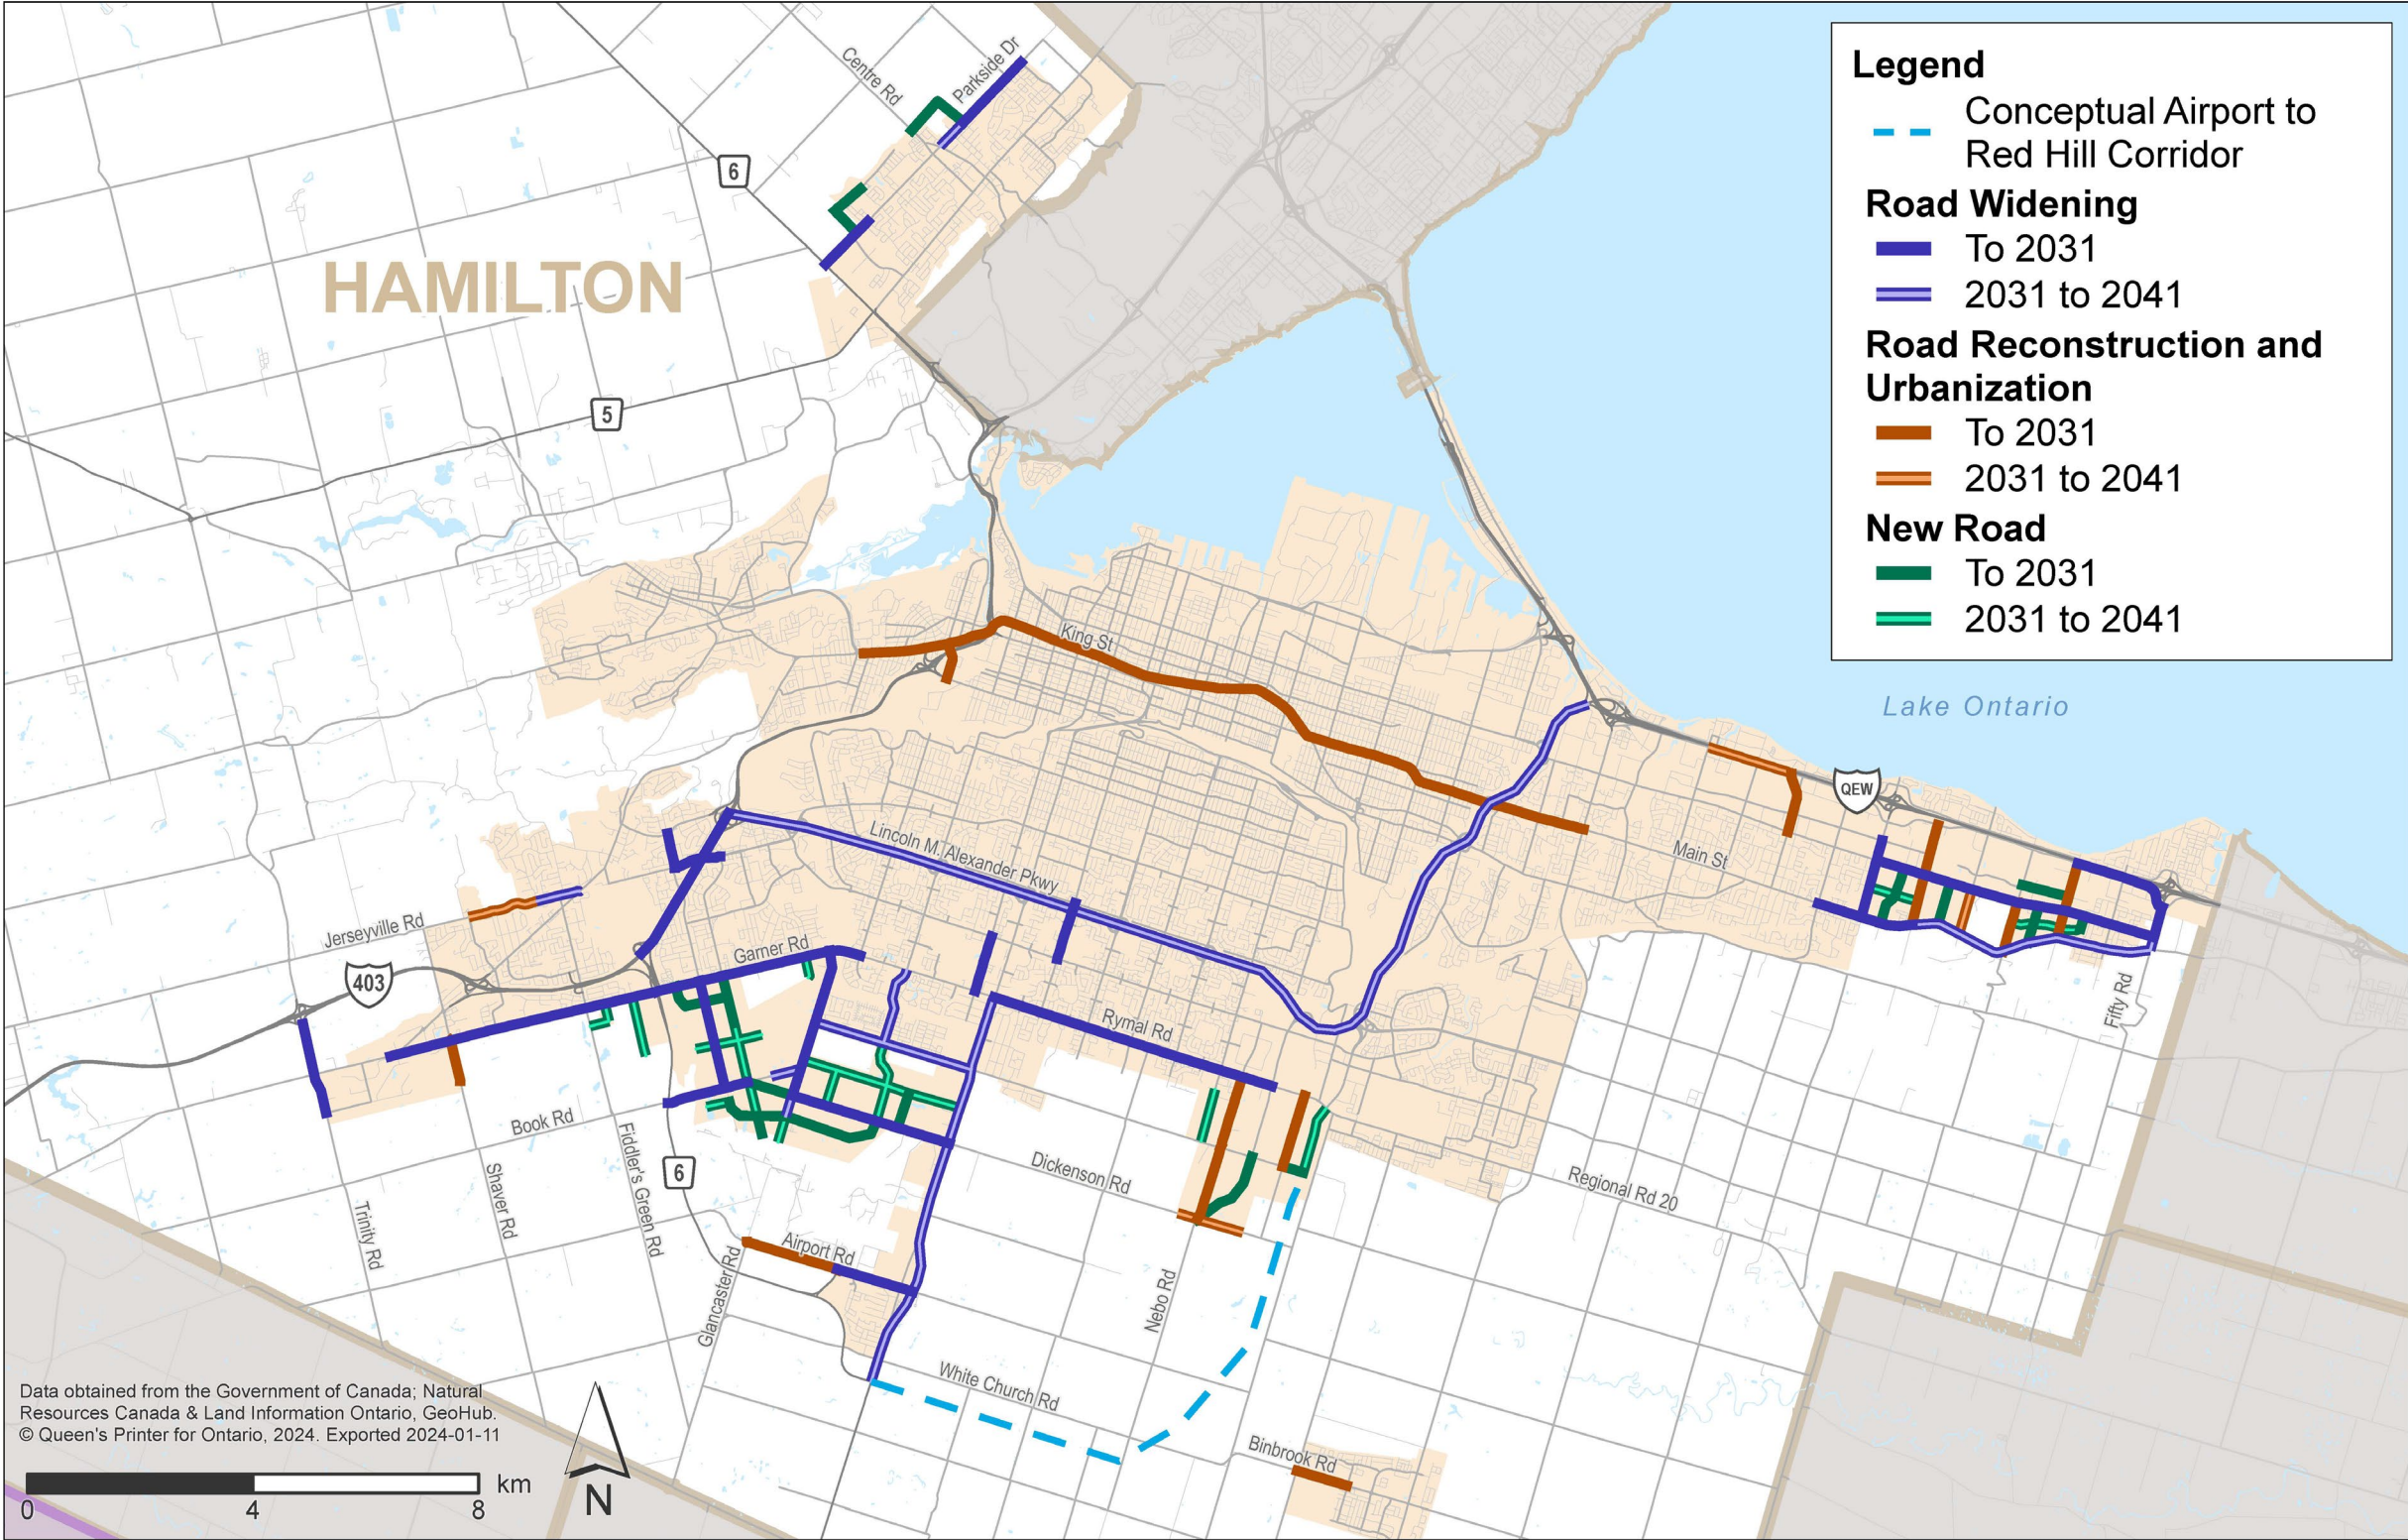 Centre Rd
Parkside Dr
6
HAMILTON
5
Legend
Conceptual Airport to
Red Hill Corridor
Road Widening
To 2031
2031 to 2041
Road Reconstruction and
Urbanization
To 2031
2031 to 2041
New Road
To 2031
2031 to 2041
King St
Lake Ontario
QEW
Lincoln M. Alexander Pkwy
Main St
Jerseyville Rd
Garner Rd
403
Rymal Rd
Fifty Rd
Book Rd
Fiddler's Green Rd
6
Shaver Rd
Trinity Rd
Dickenson Rd
Regional Rd 20
Airport Rd
Glancaster Rd
Nebo Rd
White Church Rd
Binbrook Rd
Data obtained from the Government of Canada; Natural
Resources Canada & Land Information Ontario, GeoHub.
© Queen's Printer for Ontario, 2024. Exported 2024-01-11
km
0 4 8
N